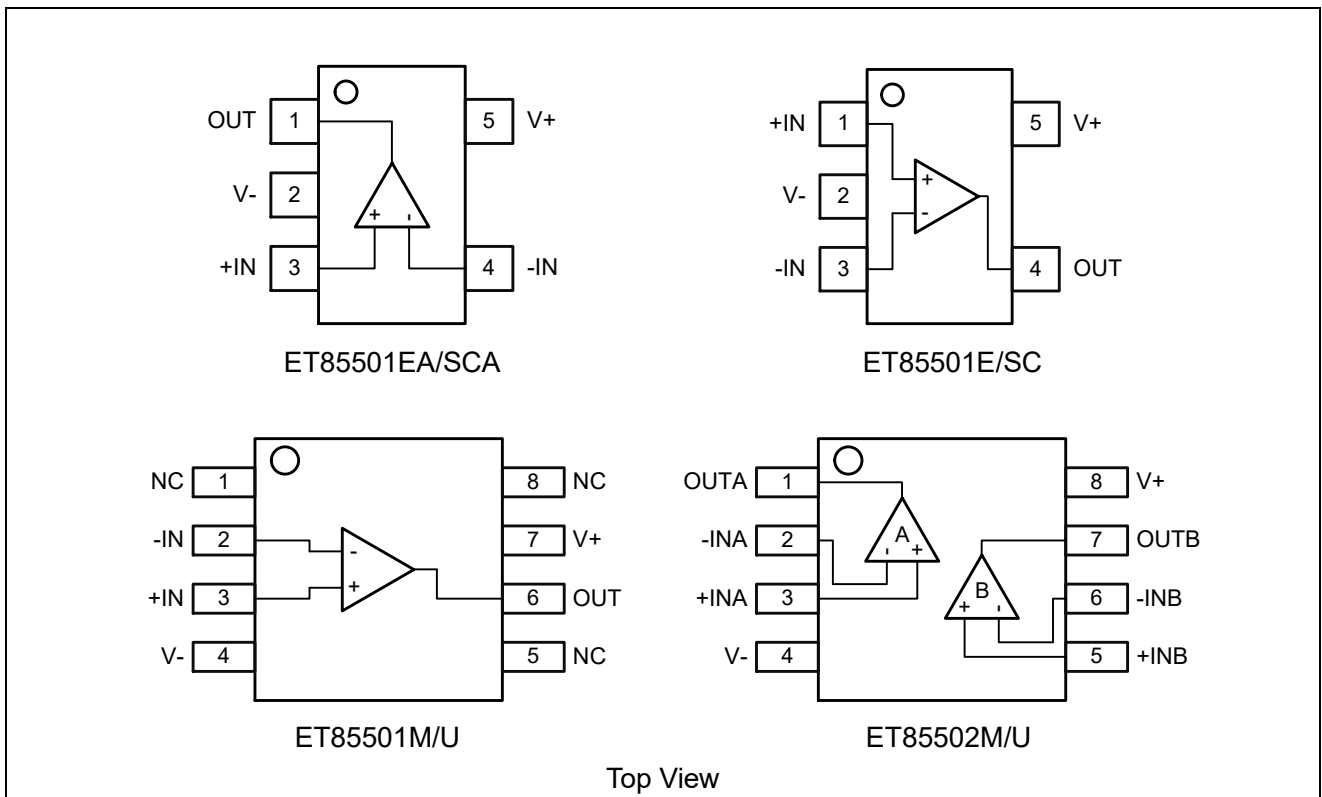 OUT 1 5 V+
V- 2
+IN 3 4 -IN
+ -
ET85501EA/SCA
+IN 1 5 V+
V- 2
-IN 3 4 OUT
+
-
ET85501E/SC
NC 1 8 NC
-IN 2 7 V+
+IN 3 6 OUT
V- 4 5 NC
-
+
ET85501M/U
OUTA 1 8 V+
-INA 2 7 OUTB
+INA 3 6 -INB
V- 4 5 +INB
A
- +
B
+ -
ET85502M/U
Top View